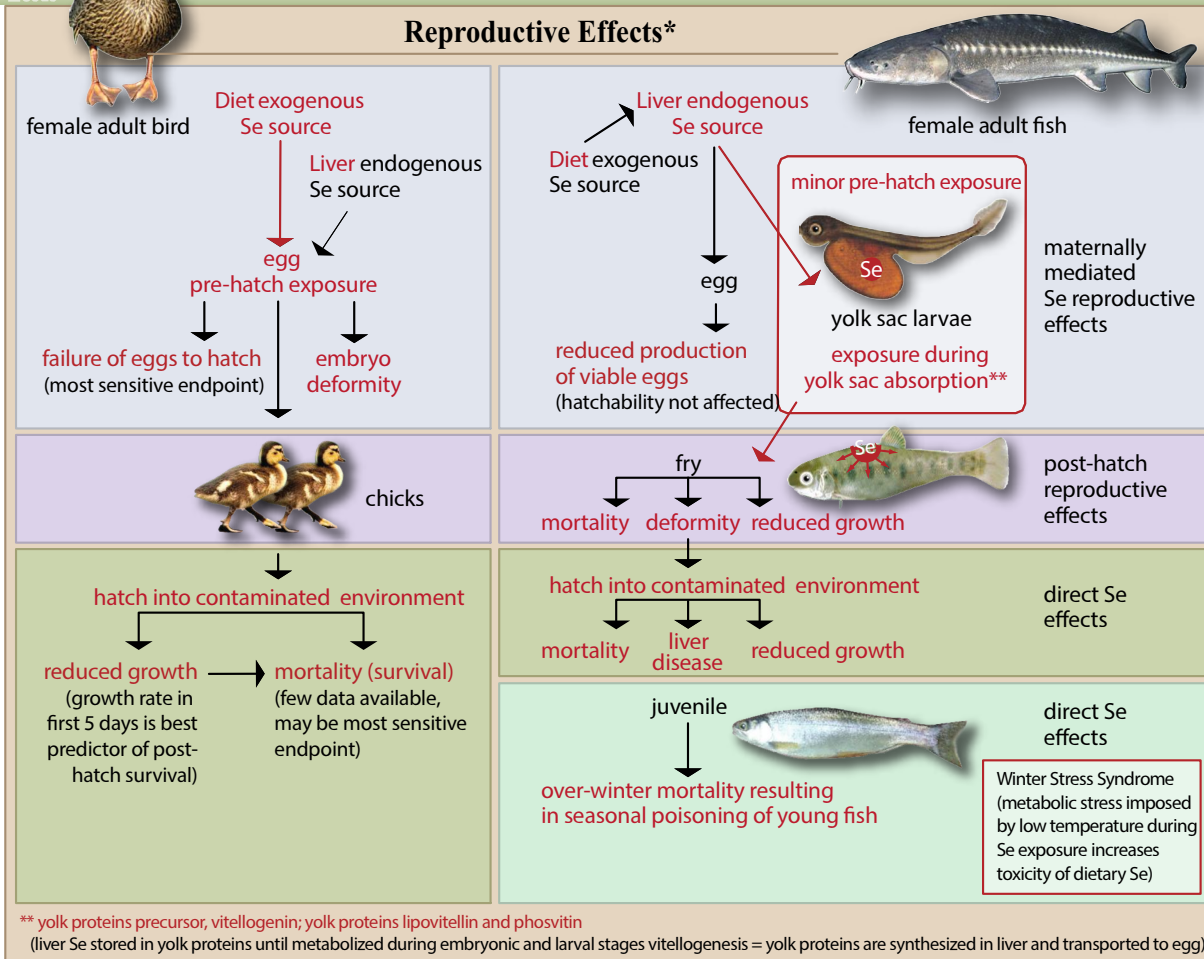 Reproductive Effects*
female adult bird
Diet exogenous
Se source
Liver endogenous
Se source
egg
pre-hatch exposure
failure of eggs to hatch
(most sensitive endpoint)
embryo
deformity
chicks
hatch into contaminated environment
reduced growth
(growth rate in
first 5 days is best
predictor of post-
hatch survival)
mortality (survival)
(few data available,
may be most sensitive
endpoint)
Liver endogenous
Se source
female adult fish
Diet exogenous
Se source
minor pre-hatch exposure
Se
yolk sac larvae
exposure during
yolk sac absorption**
egg
reduced production
of viable eggs
(hatchability not affected)
maternally
mediated
Se reproductive
effects
fry
Se
mortality deformity reduced growth
post-hatch
reproductive
effects
hatch into contaminated environment
mortality
liver
disease
reduced growth
direct Se
effects
juvenile
over-winter mortality resulting
in seasonal poisoning of young fish
direct Se
effects
Winter Stress Syndrome
(metabolic stress imposed
by low temperature during
Se exposure increases
toxicity of dietary Se)
** yolk proteins precursor, vitellogenin; yolk proteins lipovitellin and phosvitin
(liver Se stored in yolk proteins until metabolized during embryonic and larval stages vitellogenesis = yolk proteins are synthesized in liver and transported to egg)